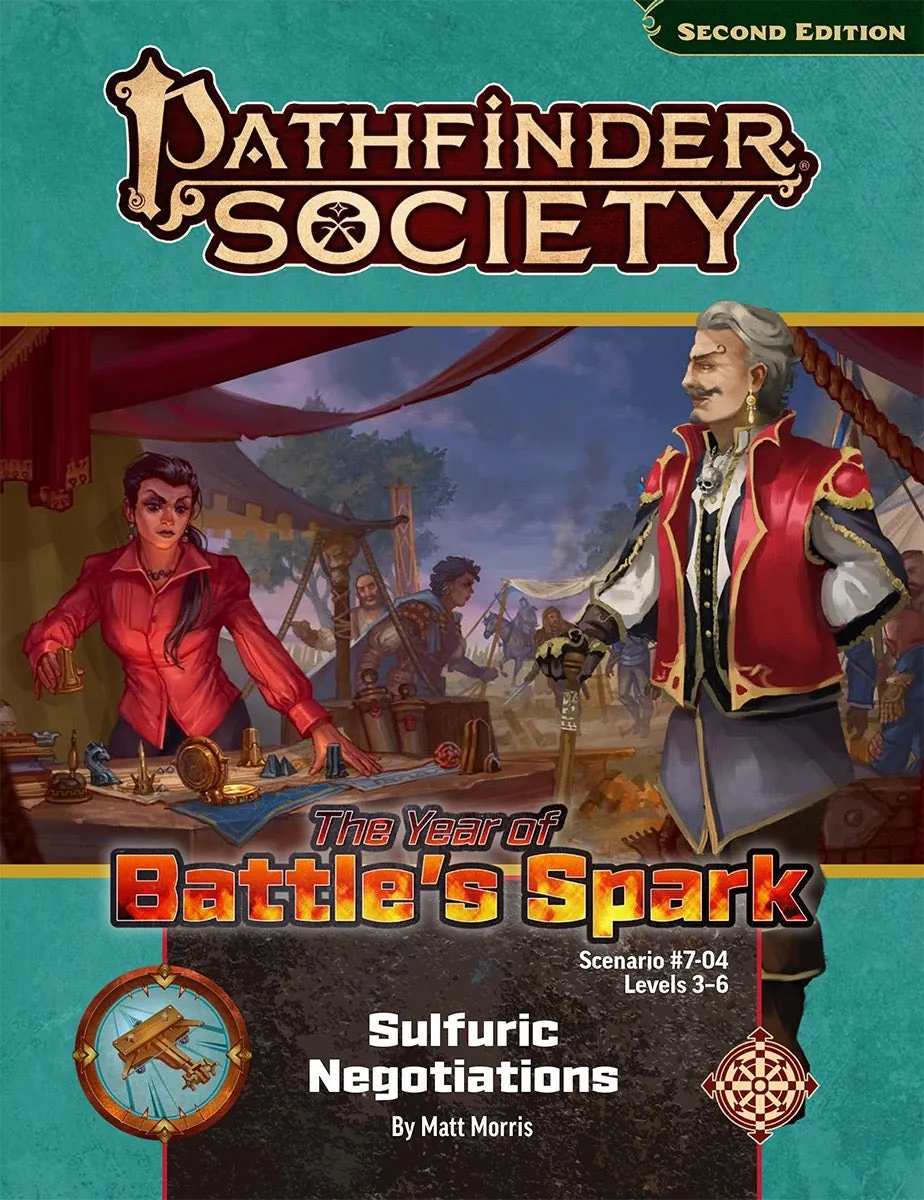 Second Edition
Pathfinder
Society
®
The Year of
Battle's Spark
Scenario #7-04
Levels 3–6
Sulfuric
Negotiations
By Matt Morris